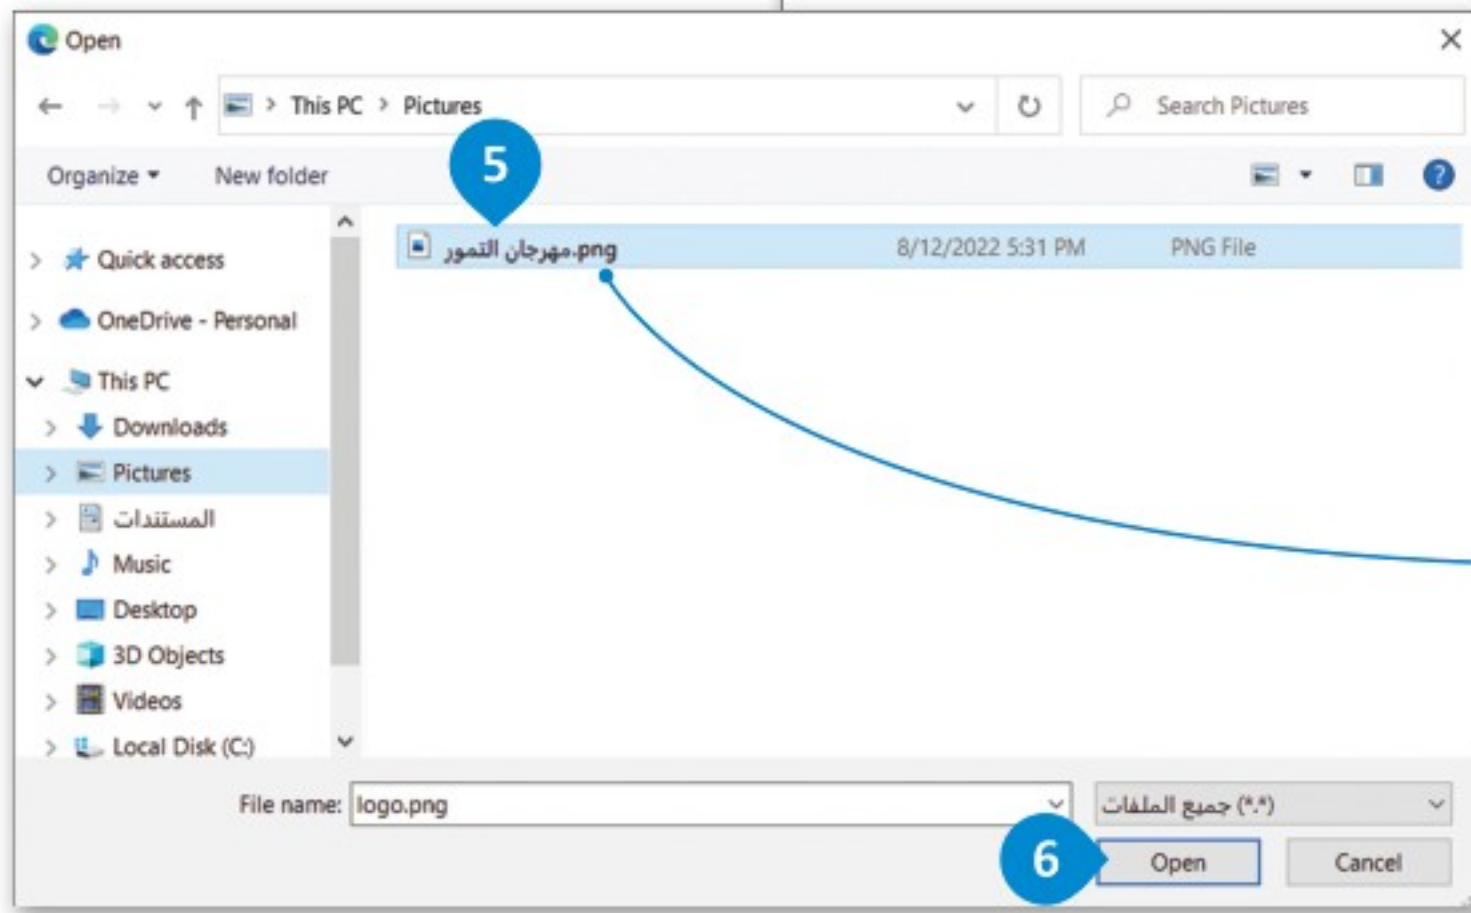 Open
This PC > Pictures
Search Pictures
Organize
New folder
5
Quick access
مهرجان التمور.png
8/12/2022 5:31 PM
PNG File
OneDrive - Personal
This PC
Downloads
Pictures
المستندات
Music
Desktop
3D Objects
Videos
Local Disk (C:)
File name: logo.png
جميع الملفات (*.*)
6
Open
Cancel